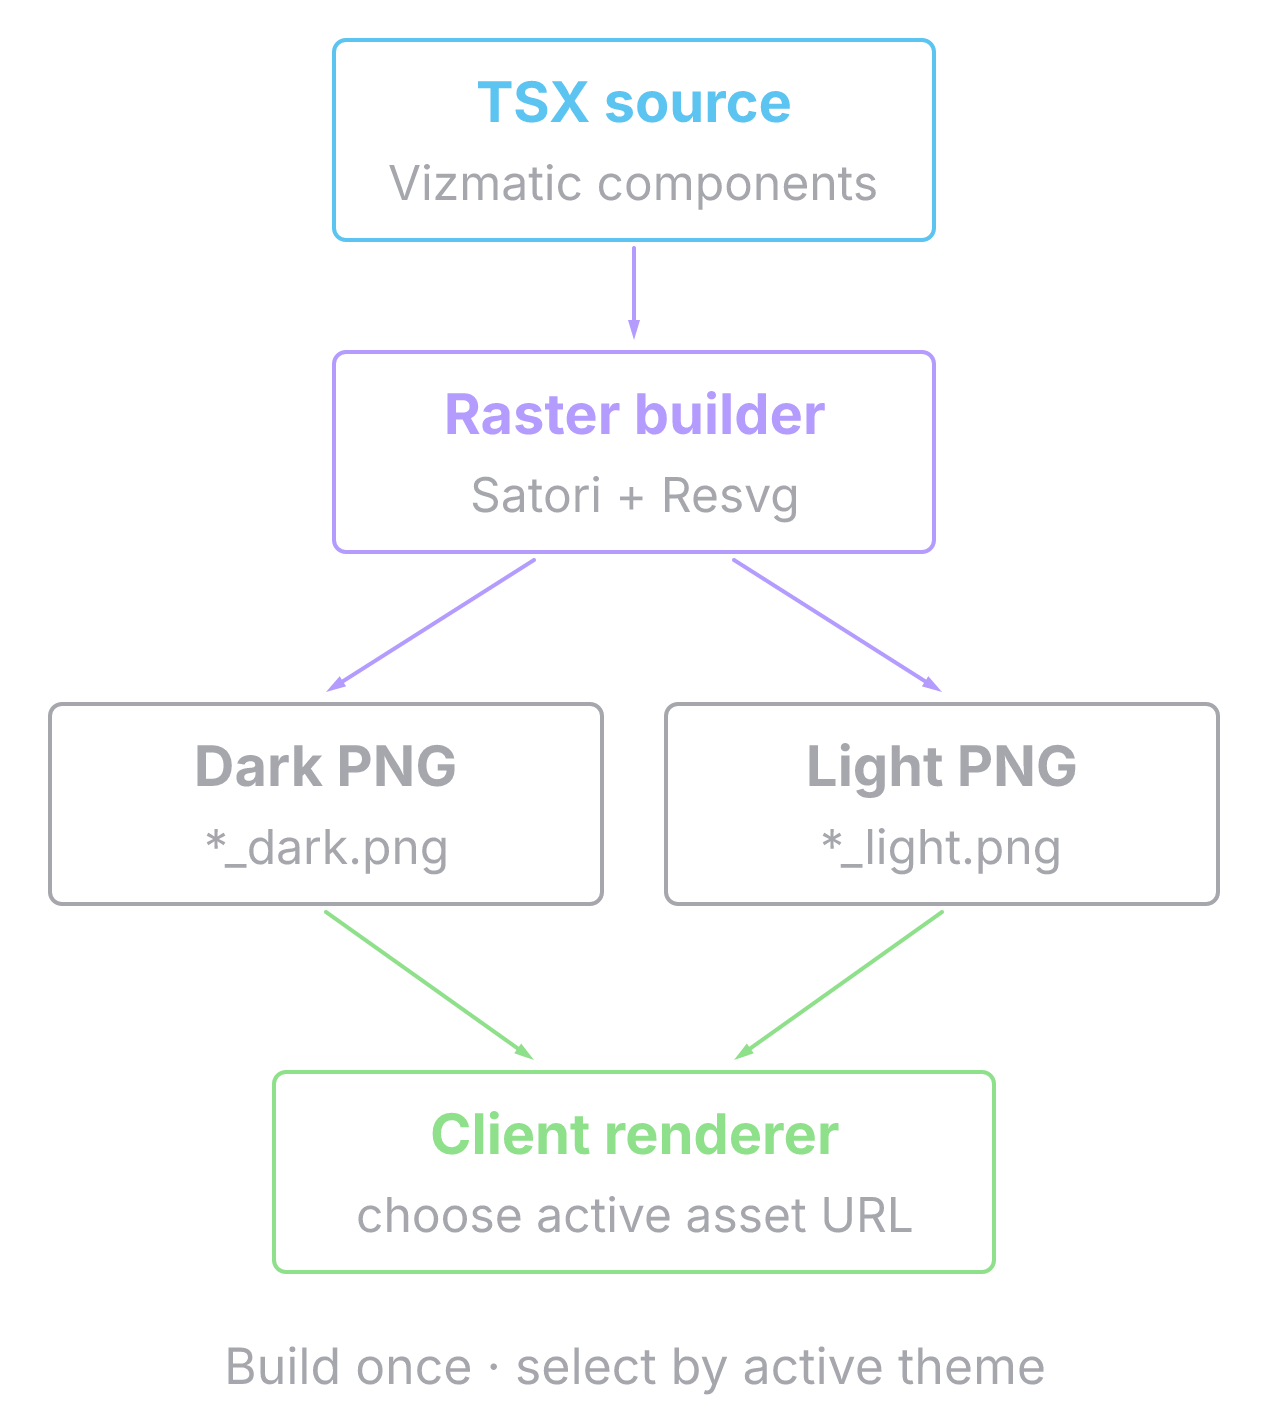 TSX source
Vizmatic components
Raster builder
Satori + Resvg
Dark PNG
*_dark.png
Light PNG
*_light.png
Client renderer
choose active asset URL
Build once · select by active theme